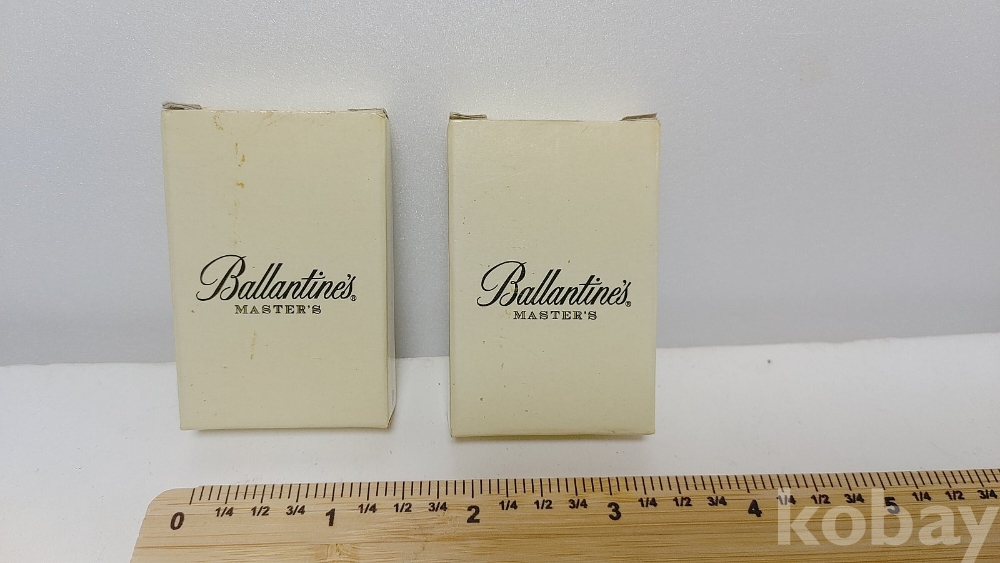 Ballantine's®
MASTER'S
Ballantine's®
MASTER'S
0 1/4 1/2 3/4 1 1/4 1/2 3/4 2 1/4 1/2 3/4 3 1/4 1/2 3/4 4 1/4 1/2 3/4 5 1/4 1/2 3/4
kobay